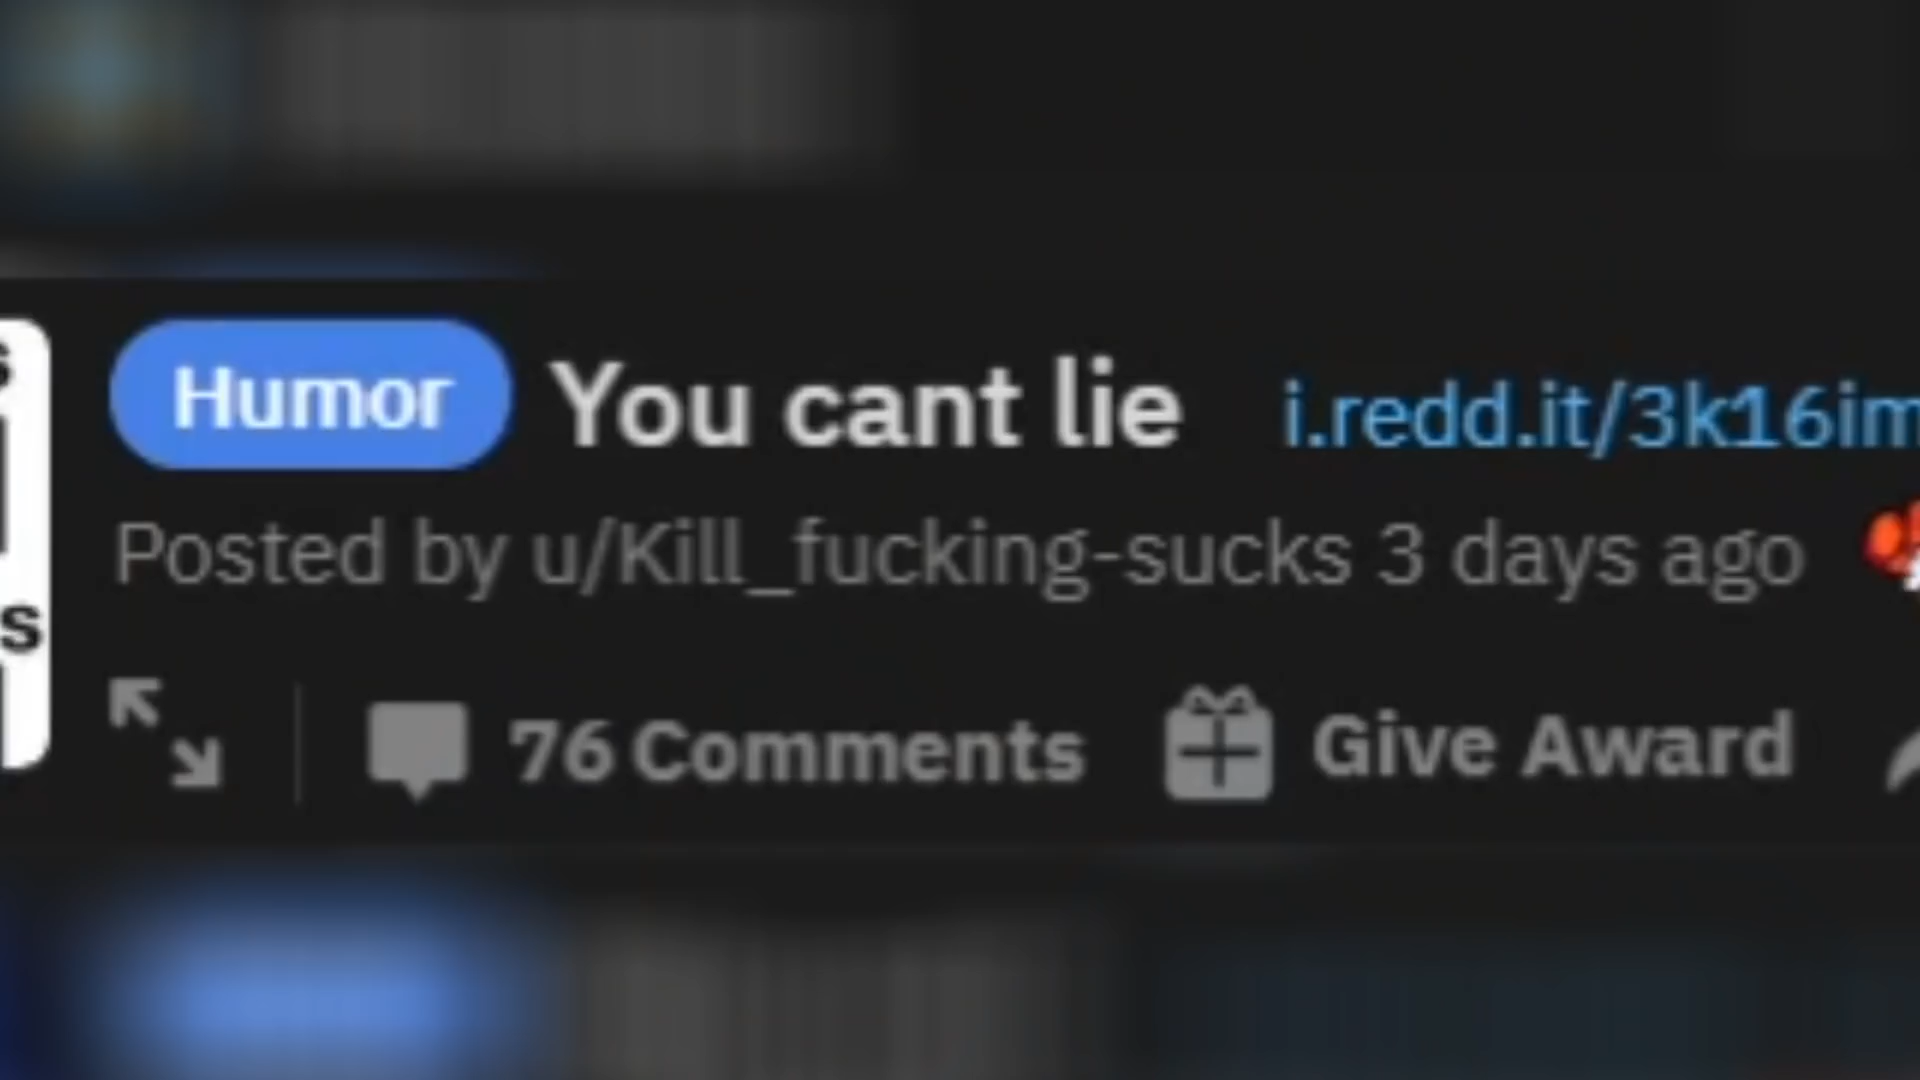 s
Humor You cant lie i.redd.it/3k16im
Posted by u/Kill_fucking-sucks 3 days ago
s
76 Comments Give Award